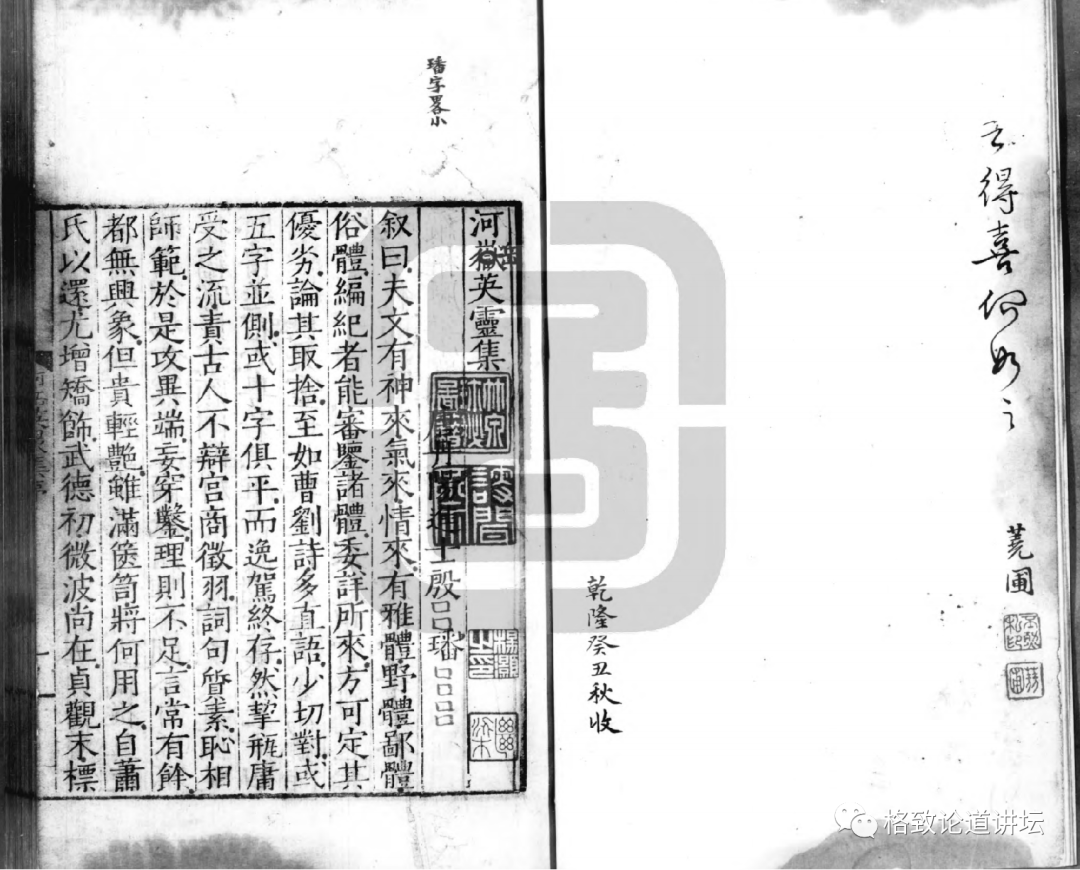 云得喜何如之
蕘圃
乾隆癸丑秋收
璠字畧小
河嶽英靈集
丹陽進士殷璠
叙曰夫文有神來氣來情來有雅體野體鄙體
俗體編紀者能審鑒諸體委詳所來方可定其
優劣論其取捨至如曹劉詩多直語少切對或
五字並側或十字俱平而逸駕終存然挈瓶庸
受之流責古人不辯宮商徵羽詞句質素恥相
師範於是攻異端妄穿鑿理則不足言常有餘
都無興象但貴輕艷雖滿篋笥將何用之自蕭
氏以還尤增矯飾武德初微波尚在貞觀末標
格致论道讲坛